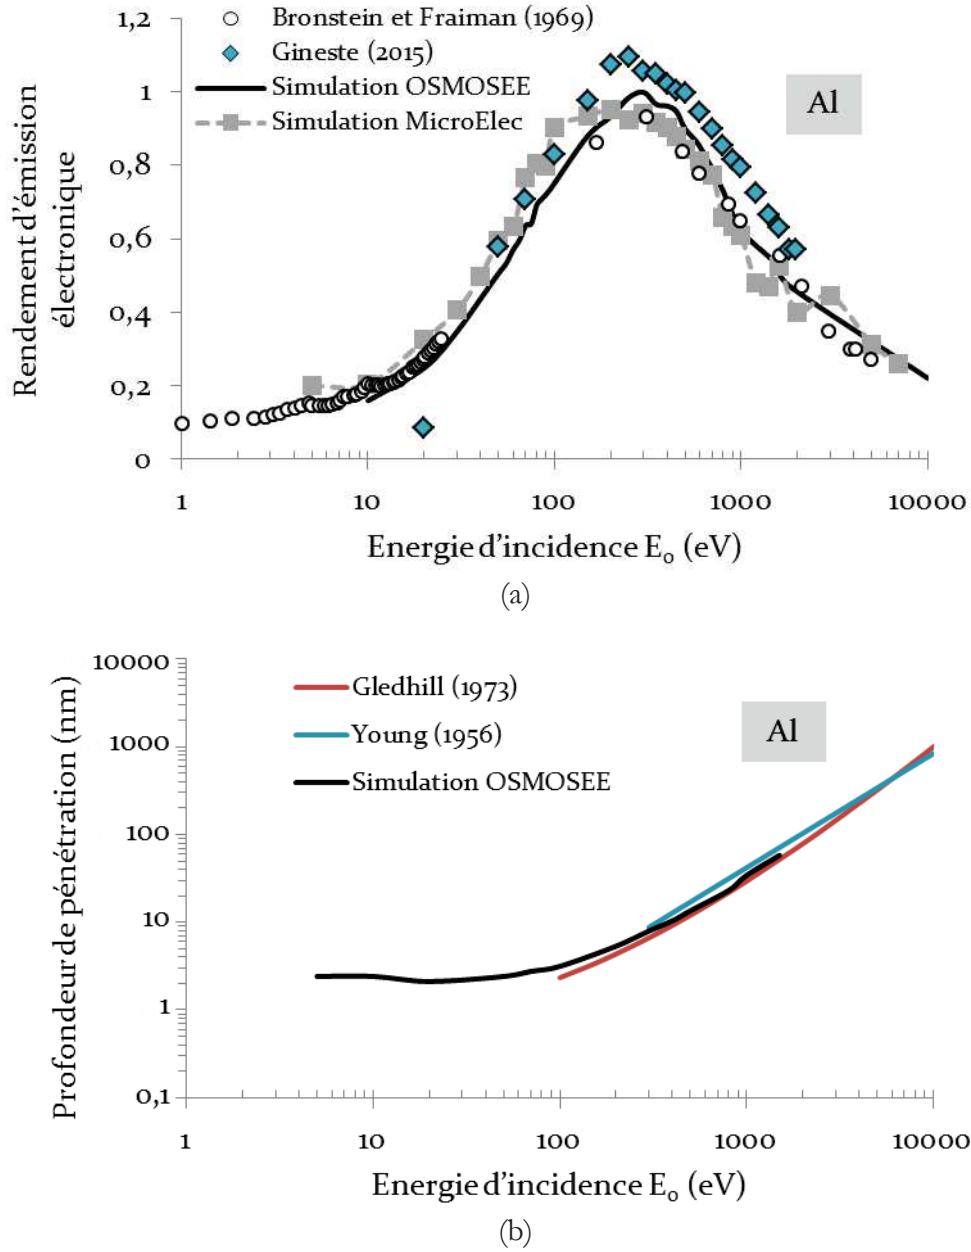 1,2
Bronstein et Fraiman (1969)
Gineste (2015)
Simulation OSMOSEE
Simulation MicroElec
Al
1
0,8
0,6
0,4
0,2
0
Rendement d'émission
électronique
1
10
100
1000
10000
Energie d'incidence E₀ (eV)
(a)
10000
1000
100
10
1
0,1
Profondeur de pénétration (nm)
Gledhill (1973)
Young (1956)
Simulation OSMOSEE
Al
1
10
100
1000
10000
Energie d'incidence E₀ (eV)
(b)